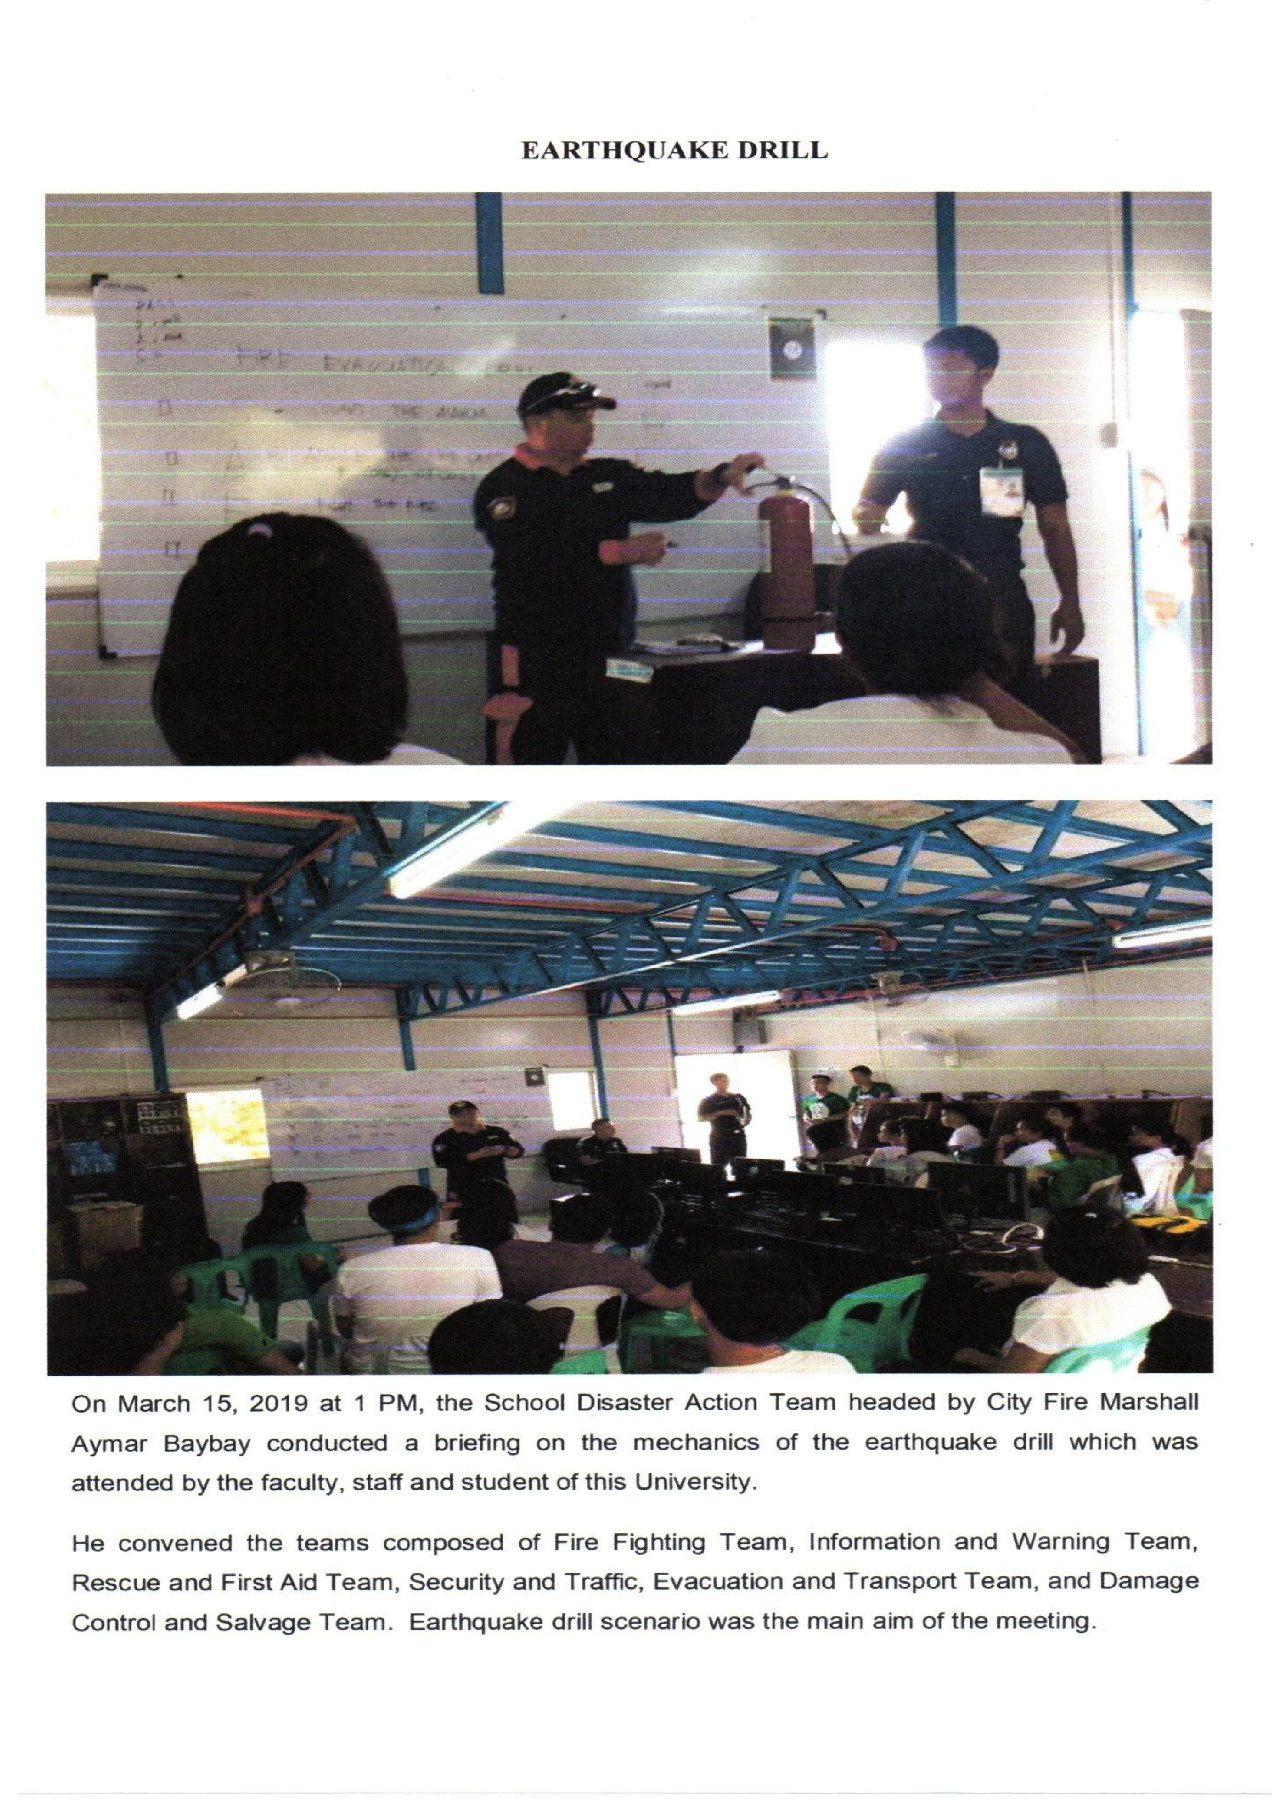 EARTHQUAKE DRILL
FIRE EVACUATION
THE ALARM
On March 15, 2019 at 1 PM, the School Disaster Action Team headed by City Fire Marshall
Aymar Baybay conducted a briefing on the mechanics of the earthquake drill which was
attended by the faculty, staff and student of this University.
He convened the teams composed of Fire Fighting Team, Information and Warning Team,
Rescue and First Aid Team, Security and Traffic, Evacuation and Transport Team, and Damage
Control and Salvage Team. Earthquake drill scenario was the main aim of the meeting.